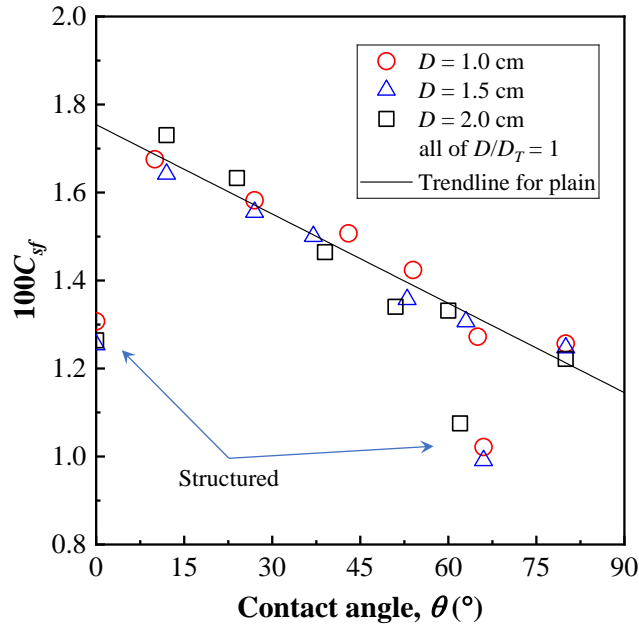 2.0
1.8
1.6
1.4
1.2
1.0
0.8
100C_sf
D = 1.0 cm
D = 1.5 cm
D = 2.0 cm
all of D/D_T = 1
Trendline for plain
Structured
0 15 30 45 60 75 90
Contact angle, θ (°)